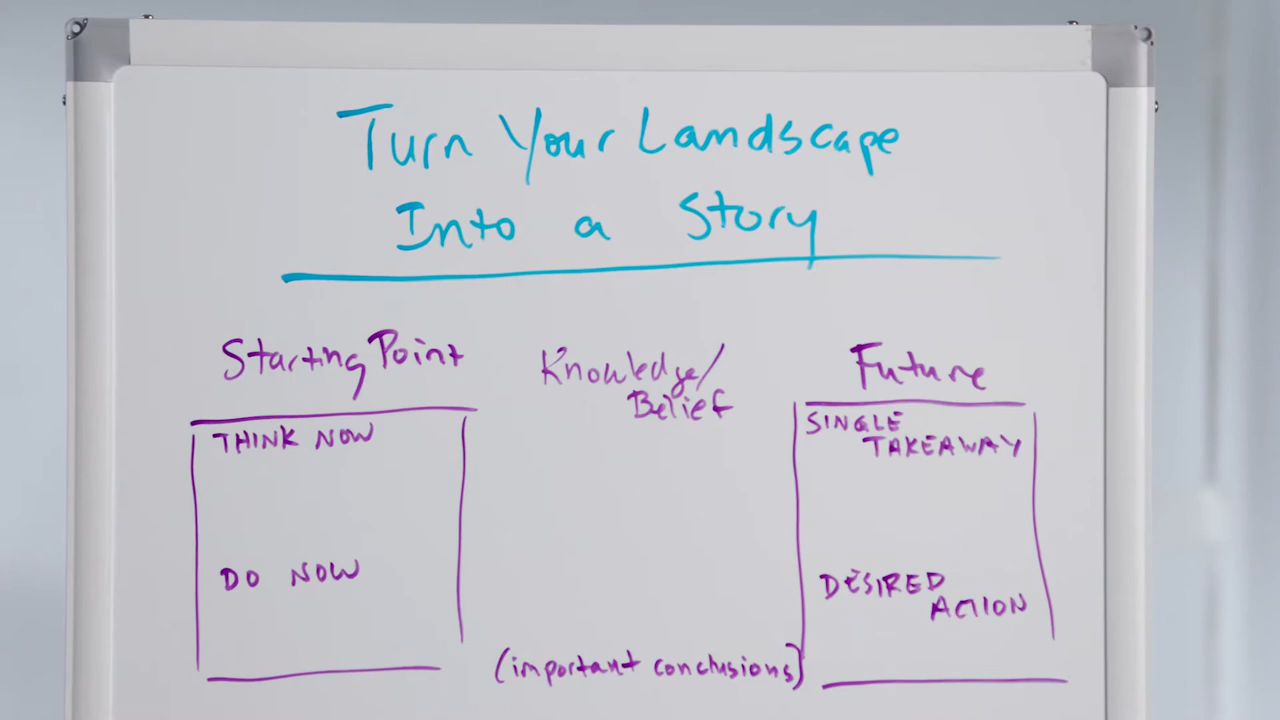 Turn Your Landscape
Into a Story
Starting Point
THINK NOW
DO NOW
Knowledge/
Belief
(important conclusions)
Future
SINGLE
TAKEAWAY
DESIRED
ACTION